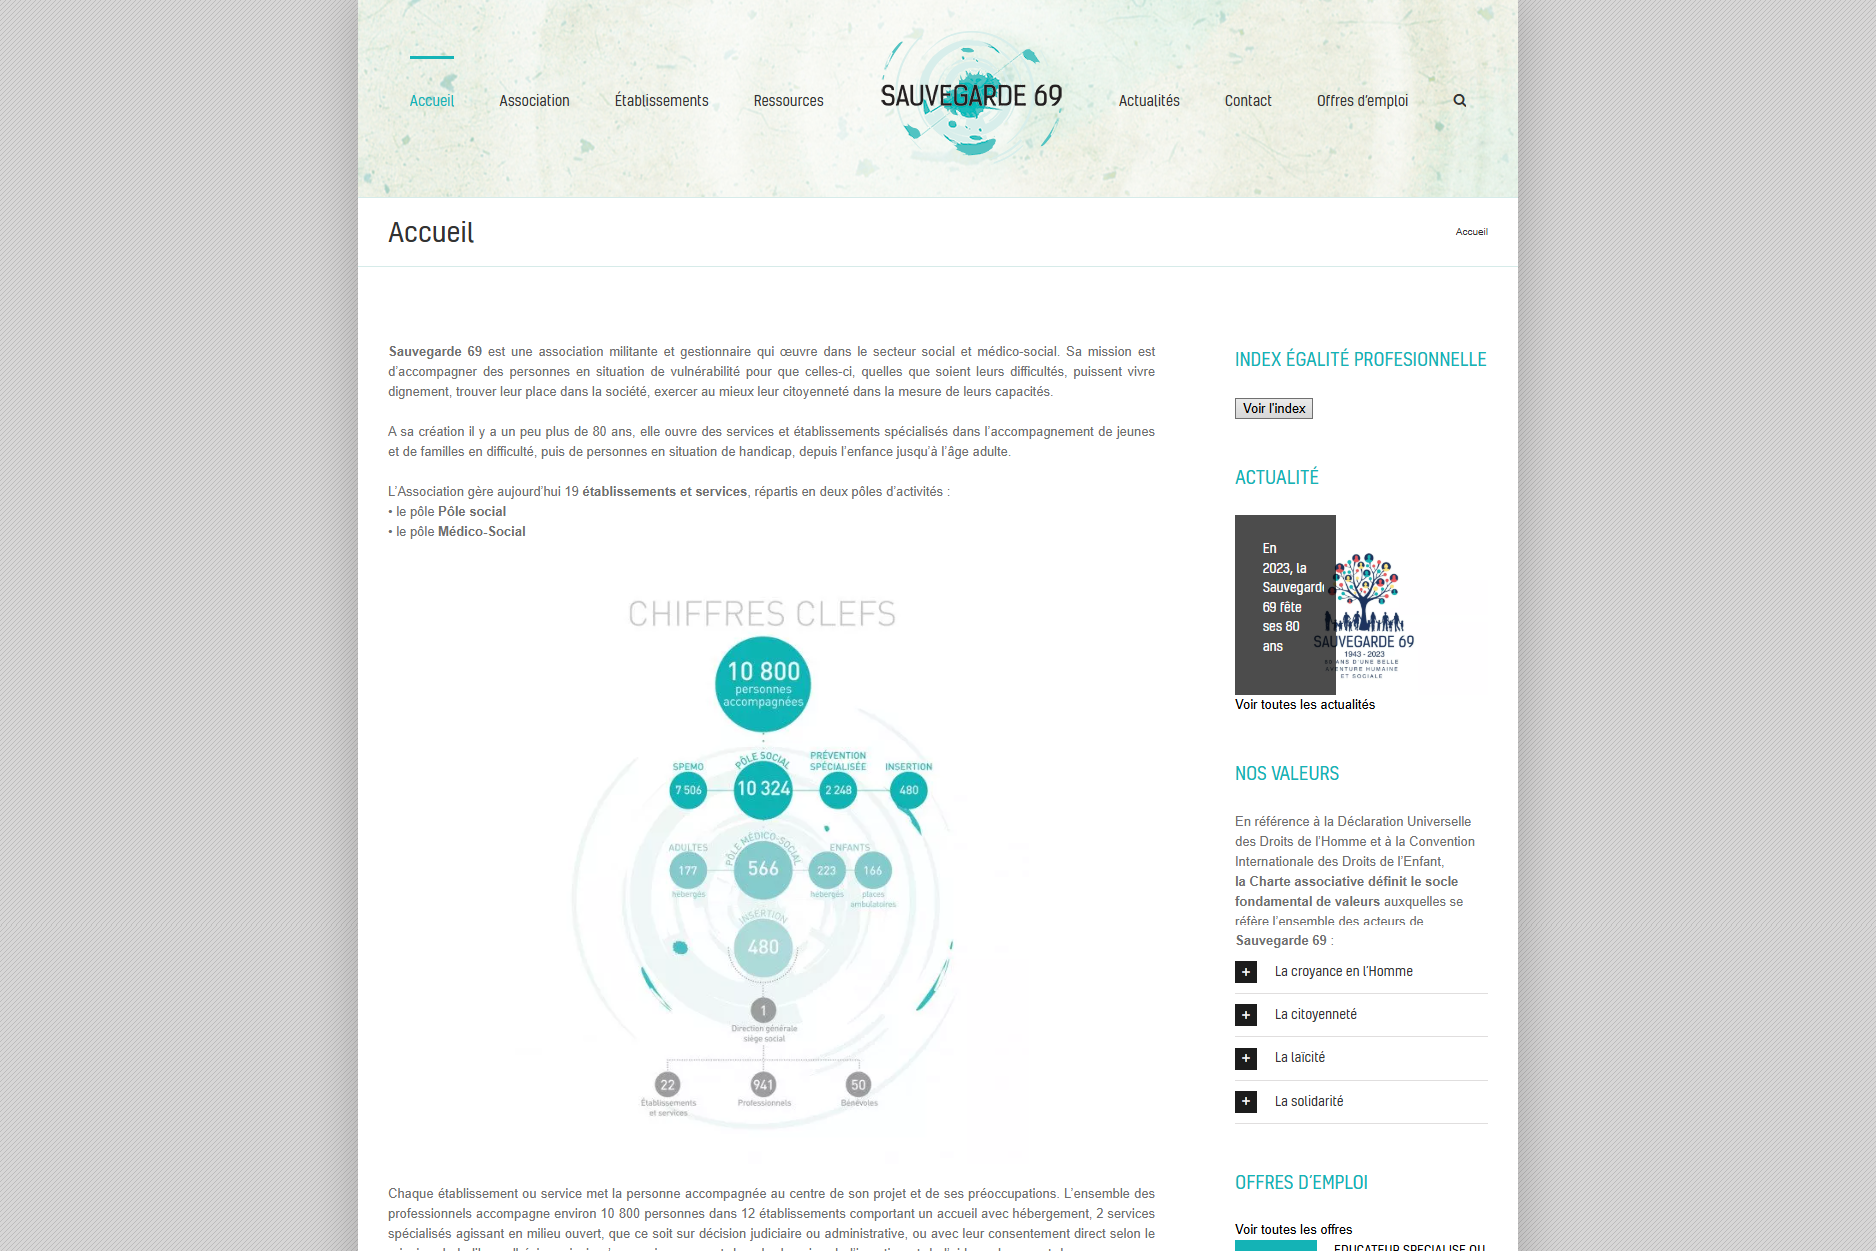 Accueil
Association
Établissements
Ressources
SAUVEGARDE 69
Actualités
Contact
Offres d'emploi
Accueil
Accueil
Sauvegarde 69 est une association militante et gestionnaire qui œuvre dans le secteur social et médico-social. Sa mission est
d'accompagner des personnes en situation de vulnérabilité pour que celles-ci, quelles que soient leurs difficultés, puissent vivre
dignement, trouver leur place dans la société, exercer au mieux leur citoyenneté dans la mesure de leurs capacités.
A sa création il y a un peu plus de 80 ans, elle ouvre des services et établissements spécialisés dans l'accompagnement de jeunes
et de familles en difficulté, puis de personnes en situation de handicap, depuis l'enfance jusqu'à l'âge adulte.
L'Association gère aujourd'hui 19 établissements et services, répartis en deux pôles d'activités :
• le pôle Pôle social
• le pôle Médico-Social
CHIFFRES CLEFS
10 800
personnes
accompagnées
SPEMO
7 506
PÔLE SOCIAL
10 324
PRÉVENTION
SPÉCIALISÉE
2 248
INSERTION
480
ADULTES
177
hébergés
PÔLE MÉDICO-SOCIAL
566
ENFANTS
223
hébergés
166
places
ambulatoires
INSERTION
480
1
Direction générale
siège social
22
Établissements
et services
941
Professionnels
50
Bénévoles
Chaque établissement ou service met la personne accompagnée au centre de son projet et de ses préoccupations. L'ensemble des
professionnels accompagne environ 10 800 personnes dans 12 établissements comportant un accueil avec hébergement, 2 services
spécialisés agissant en milieu ouvert, que ce soit sur décision judiciaire ou administrative, ou avec leur consentement direct selon le
INDEX ÉGALITÉ PROFESIONNELLE
Voir l'index
ACTUALITÉ
En
2023, la
Sauvegard
69 fête
ses 80
ans
SAUVEGARDE 69
1943 - 2023
ANS D'UNE BELLE
AVENTURE HUMAINE
ET SOCIALE
Voir toutes les actualités
NOS VALEURS
En référence à la Déclaration Universelle
des Droits de l'Homme et à la Convention
Internationale des Droits de l'Enfant,
la Charte associative définit le socle
fondamental de valeurs auxquelles se
réfère l'ensemble des acteurs de
Sauvegarde 69 :
La croyance en l'Homme
La citoyenneté
La laïcité
La solidarité
OFFRES D'EMPLOI
Voir toutes les offres
EDUCATEUR SPECIALISE OU